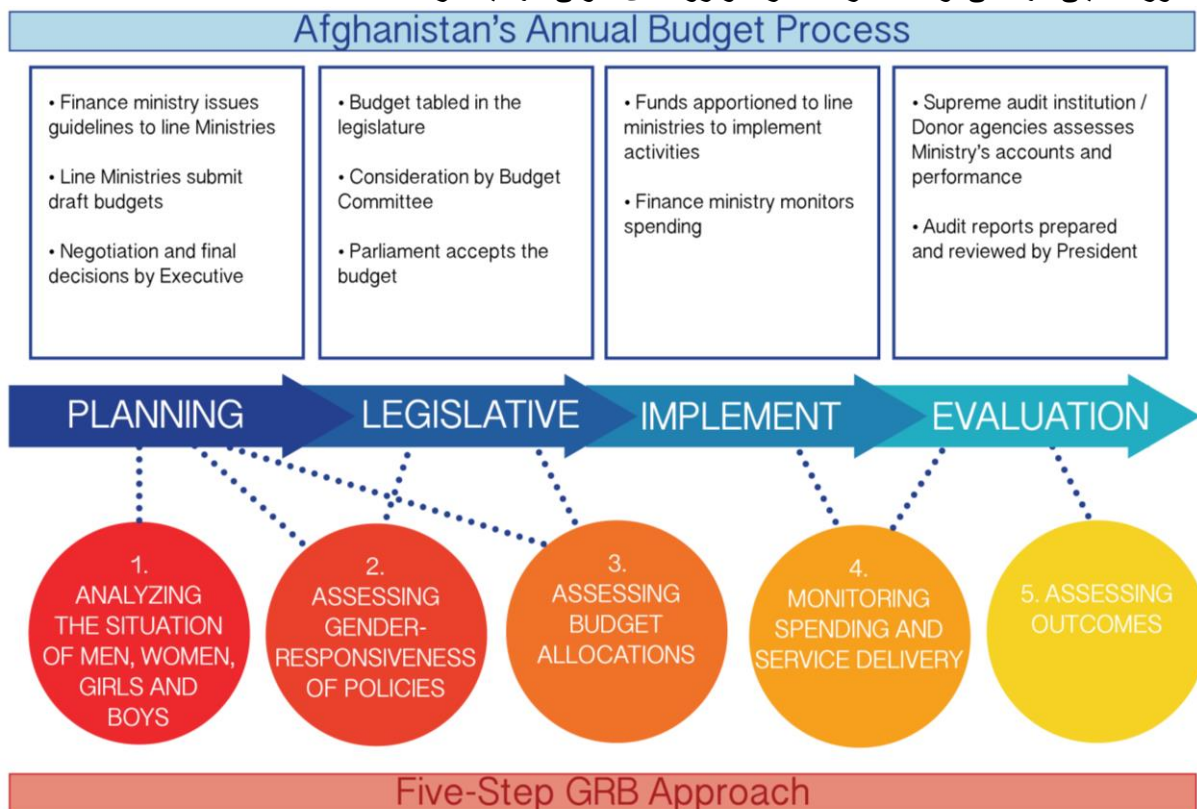 Afghanistan's Annual Budget Process
• Finance ministry issues
guidelines to line Ministries
• Line Ministries submit
draft budgets
• Negotiation and final
decisions by Executive
• Budget tabled in the
legislature
• Consideration by Budget
Committee
• Parliament accepts the
budget
• Funds apportioned to line
ministries to implement
activities
• Finance ministry monitors
spending
• Supreme audit institution /
Donor agencies assesses
Ministry's accounts and
performance
• Audit reports prepared
and reviewed by President
PLANNING
LEGISLATIVE
IMPLEMENT
EVALUATION
1.
ANALYZING
THE SITUATION
OF MEN, WOMEN,
GIRLS AND
BOYS
2.
ASSESSING
GENDER-
RESPONSIVENESS
OF POLICIES
3.
ASSESSING
BUDGET
ALLOCATIONS
4.
MONITORING
SPENDING AND
SERVICE DELIVERY
5. ASSESSING
OUTCOMES
Five-Step GRB Approach